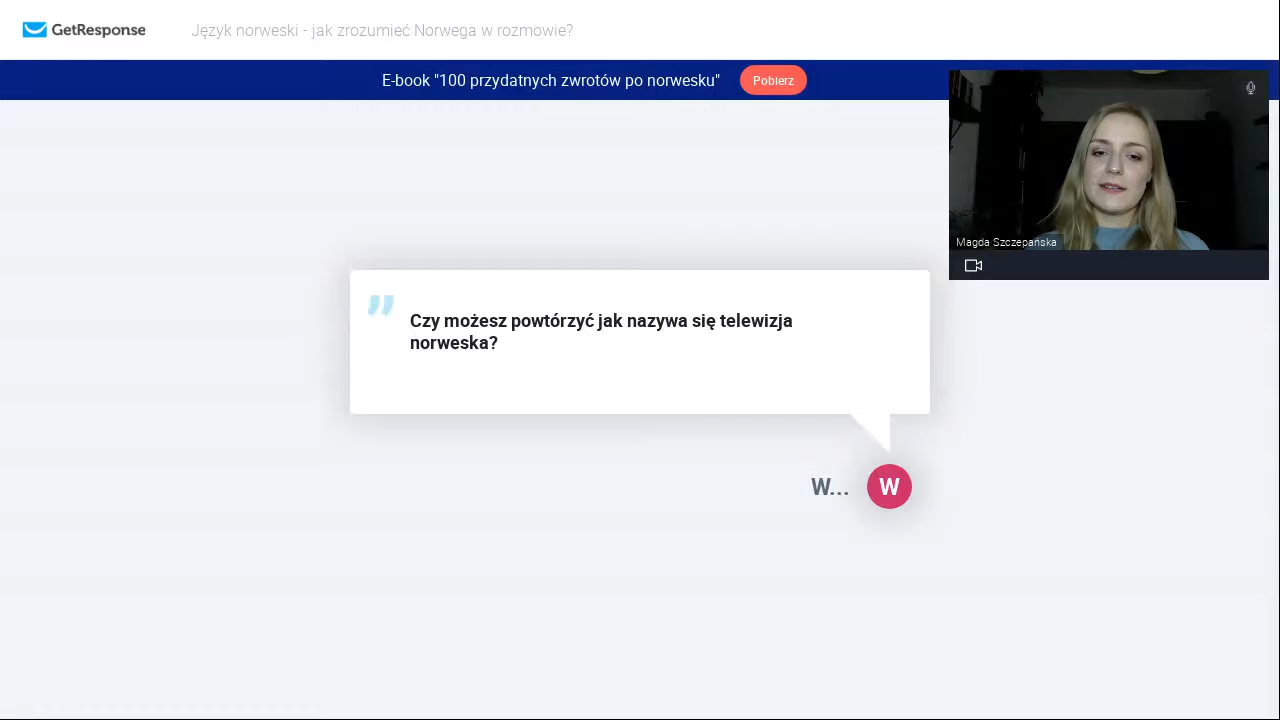 GetResponse
Język norweski - jak zrozumieć Norwega w rozmowie?
E-book "100 przydatnych zwrotów po norwesku"
Pobierz
Magda Szczepańska
Czy możesz powtórzyć jak nazywa się telewizja
norweska?
W...
W